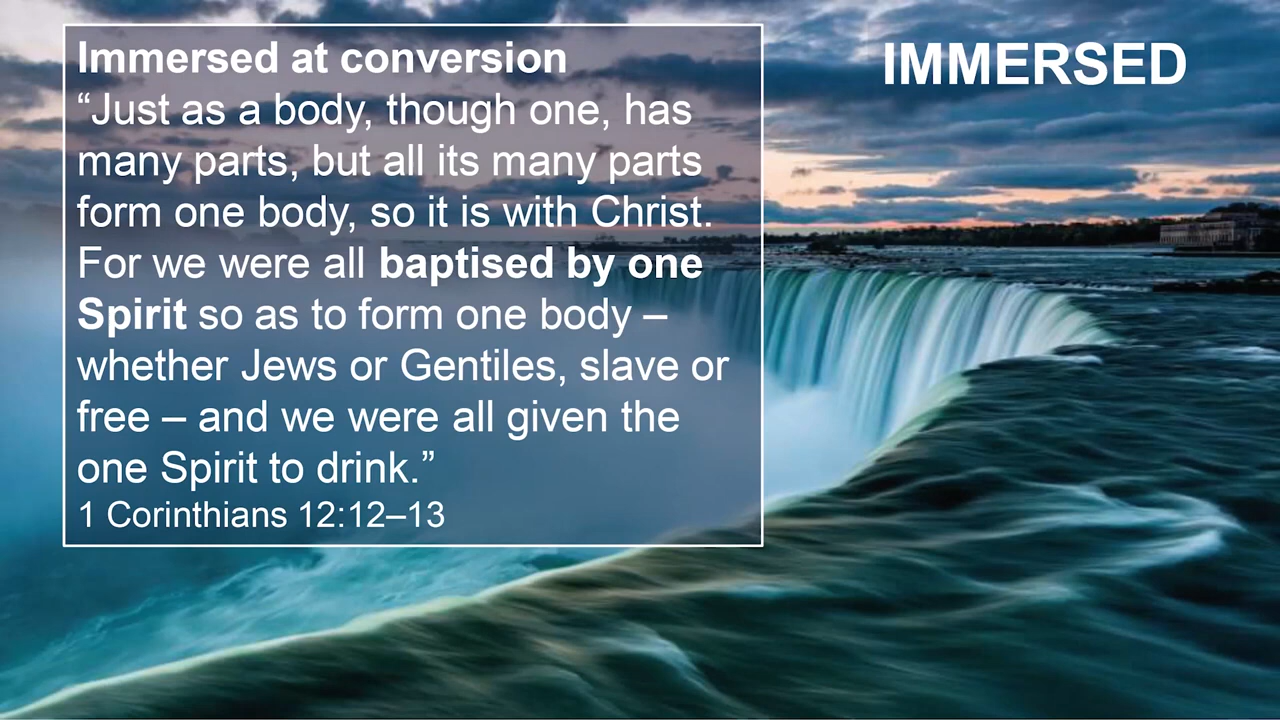 IMMERSED
Immersed at conversion
“Just as a body, though one, has
many parts, but all its many parts
form one body, so it is with Christ.
For we were all baptised by one
Spirit so as to form one body –
whether Jews or Gentiles, slave or
free – and we were all given the
one Spirit to drink.”
1 Corinthians 12:12–13